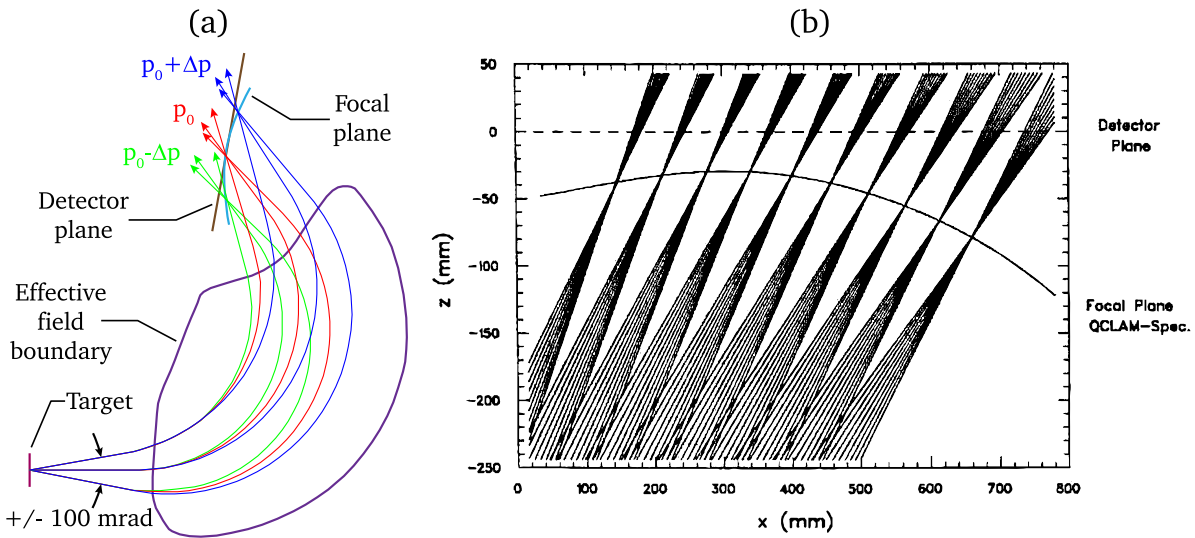 (a)
p0+Δp
p0
p0-Δp
Focal
plane
Detector
plane
Effective
field
boundary
Target
+/- 100 mrad
(b)
50
0
-50
-100
-150
-200
-250
z (mm)
0 100 200 300 400 500 600 700 800
x (mm)
Detector
Plane
Focal Plane
QCLAM-Spec.